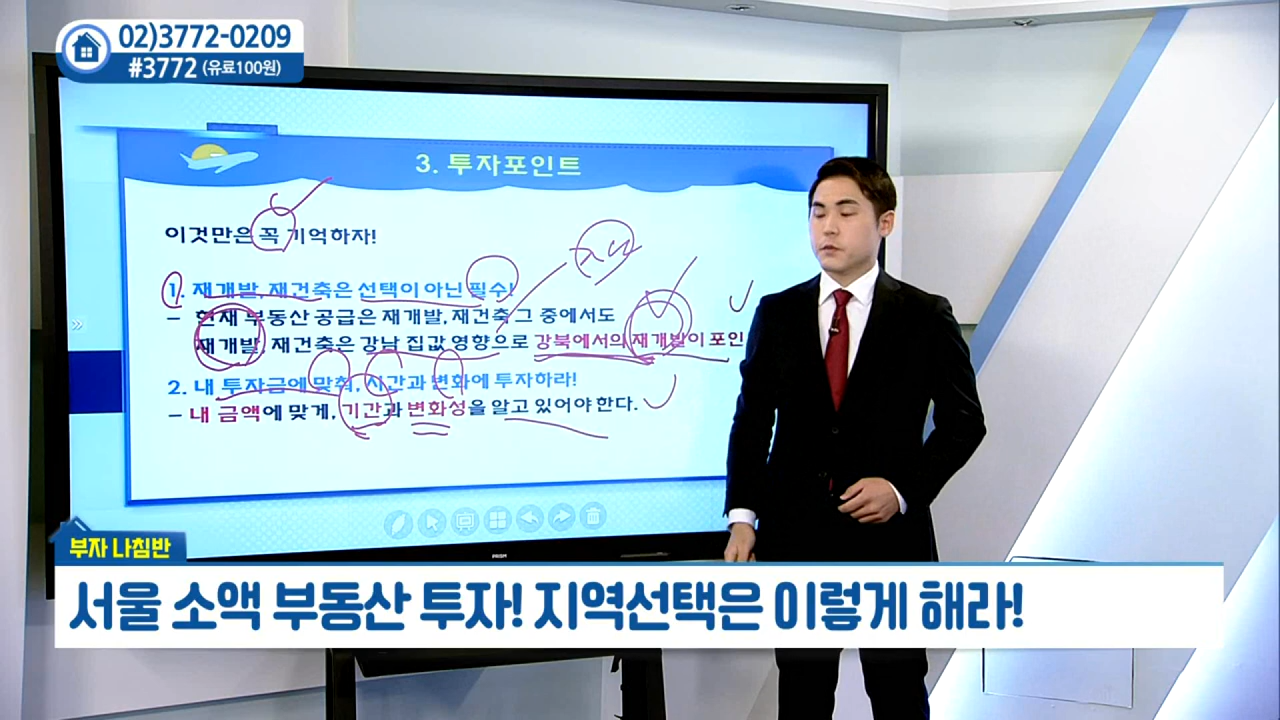 02)3772-0209
#3772 (유료100원)
3. 투자포인트
이것만은 꼭 기억하자!
1. 재개발, 재건축은 선택이 아닌 필수!
- 현재 부동산 공급은 재개발, 재건축 그 중에서도
재개발, 재건축은 강남 집값 영향으로 강북에서의 재개발이 포인
2. 내 투자금에 맞춰, 시간과 변화에 투자하라!
- 내 금액에 맞게, 기간과 변화성을 알고 있어야 한다.
PRISM
부자 나침반
서울 소액 부동산 투자! 지역선택은 이렇게 해라!